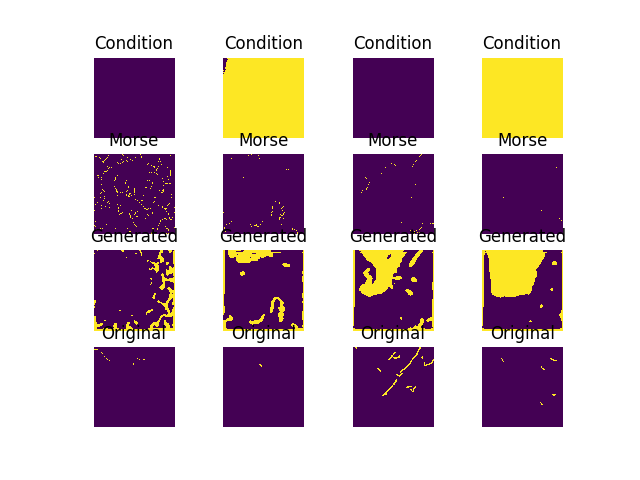 Condition Condition Condition Condition
Morse Morse Morse Morse
Generated Generated Generated Generated
Original Original Original Original